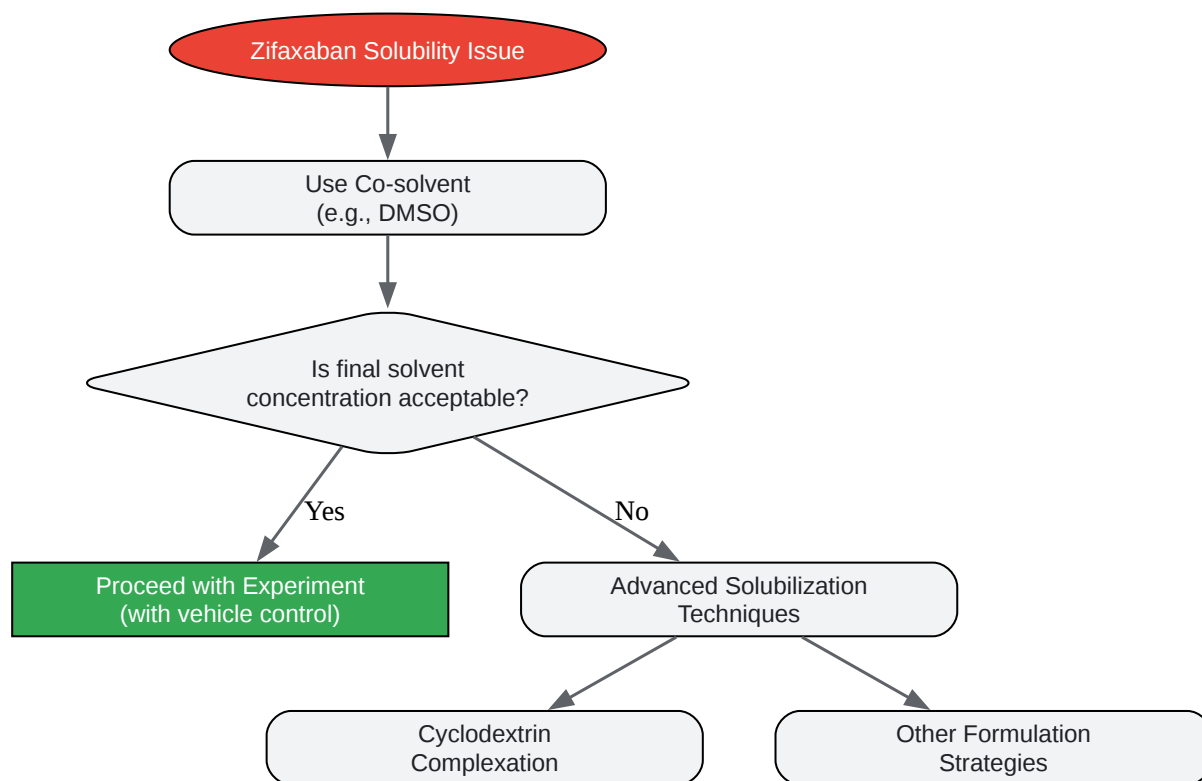 Zifaxaban Solubility Issue
Use Co-solvent
(e.g., DMSO)
Is final solvent
concentration acceptable?
Yes
No
Proceed with Experiment
(with vehicle control)
Advanced Solubilization
Techniques
Cyclodextrin
Complexation
Other Formulation
Strategies